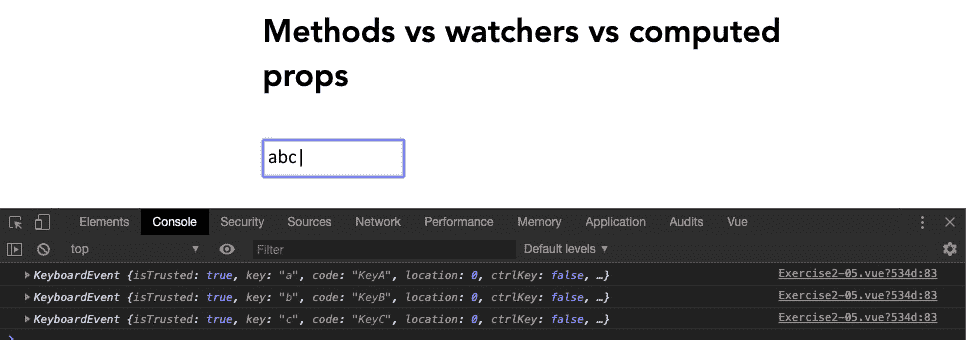 Methods vs watchers vs computed
props
abc
Elements Console Security Sources Network Performance Memory Application Audits Vue
top Filter Default levels
KeyboardEvent {isTrusted: true, key: "a", code: "KeyA", location: 0, ctrlKey: false, …} Exercise2-05.vue?534d:83
KeyboardEvent {isTrusted: true, key: "b", code: "KeyB", location: 0, ctrlKey: false, …} Exercise2-05.vue?534d:83
KeyboardEvent {isTrusted: true, key: "c", code: "KeyC", location: 0, ctrlKey: false, …} Exercise2-05.vue?534d:83